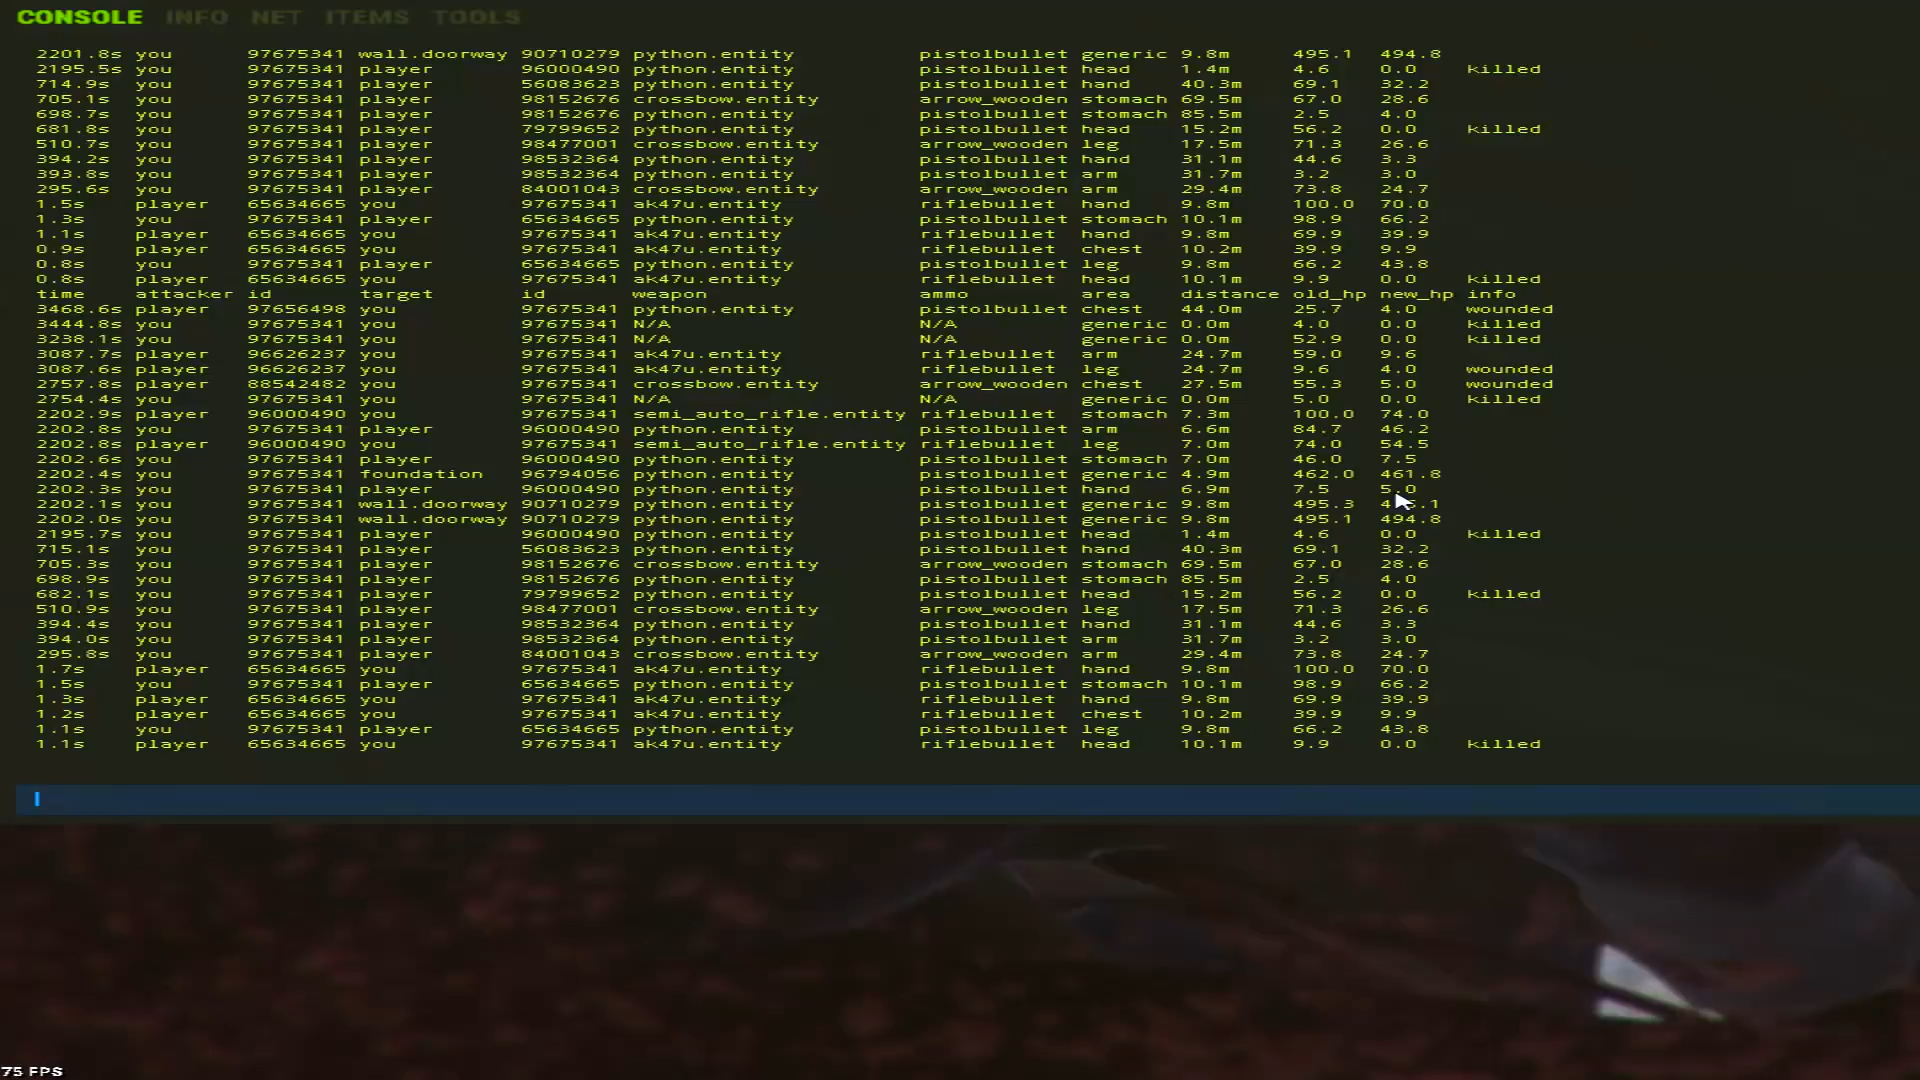 CONSOLE INFO NET ITEMS TOOLS
2201.8s you 97675341 wall.doorway 90710279 python.entity pistolbullet generic 9.8m 495.1 494.8
2195.5s you 97675341 player 96000490 python.entity pistolbullet head 1.4m 4.6 0.0 killed
714.9s you 97675341 player 56083623 python.entity pistolbullet hand 40.3m 69.1 32.2
705.1s you 97675341 player 98152676 crossbow.entity arrow_wooden stomach 69.5m 67.0 28.6
698.7s you 97675341 player 98152676 python.entity pistolbullet stomach 85.5m 2.5 4.0
681.8s you 97675341 player 79799652 python.entity pistolbullet head 15.2m 56.2 0.0 killed
510.7s you 97675341 player 98477001 crossbow.entity arrow_wooden leg 17.5m 71.3 26.6
394.2s you 97675341 player 98532364 python.entity pistolbullet hand 31.1m 44.6 3.3
393.8s you 97675341 player 98532364 python.entity pistolbullet arm 31.7m 3.2 3.0
295.6s you 97675341 player 84001043 crossbow.entity arrow_wooden arm 29.4m 73.8 24.7
1.5s player 65634665 you 97675341 ak47u.entity riflebullet hand 9.8m 100.0 70.0
1.3s you 97675341 player 65634665 python.entity pistolbullet stomach 10.1m 98.9 66.2
1.1s player 65634665 you 97675341 ak47u.entity riflebullet hand 9.8m 69.9 39.9
0.9s player 65634665 you 97675341 ak47u.entity riflebullet chest 10.2m 39.9 9.9
0.8s you 97675341 player 65634665 python.entity pistolbullet leg 9.8m 66.2 43.8
0.8s player 65634665 you 97675341 ak47u.entity riflebullet head 10.1m 9.9 0.0 killed
time attacker id target id weapon ammo area distance old_hp new_hp info
3468.6s player 97656498 you 97675341 python.entity pistolbullet chest 44.0m 25.7 4.0 wounded
3444.8s you 97675341 you 97675341 N/A N/A generic 0.0m 4.0 0.0 killed
3238.1s you 97675341 you 97675341 N/A N/A generic 0.0m 52.9 0.0 killed
3087.7s player 96626237 you 97675341 ak47u.entity riflebullet arm 24.7m 59.0 9.6
3087.6s player 96626237 you 97675341 ak47u.entity riflebullet leg 24.7m 9.6 4.0 wounded
2757.8s player 88542482 you 97675341 crossbow.entity arrow_wooden chest 27.5m 55.3 5.0 wounded
2754.4s you 97675341 you 97675341 N/A N/A generic 0.0m 5.0 0.0 killed
2202.9s player 96000490 you 97675341 semi_auto_rifle.entity riflebullet stomach 7.3m 100.0 74.0
2202.8s you 97675341 player 96000490 python.entity pistolbullet arm 6.6m 84.7 46.2
2202.8s player 96000490 you 97675341 semi_auto_rifle.entity riflebullet leg 7.0m 74.0 54.5
2202.6s you 97675341 player 96000490 python.entity pistolbullet stomach 7.0m 46.0 7.5
2202.4s you 97675341 foundation 96794056 python.entity pistolbullet generic 4.9m 462.0 461.8
2202.3s you 97675341 player 96000490 python.entity pistolbullet hand 6.9m 7.5 5.0
2202.1s you 97675341 wall.doorway 90710279 python.entity pistolbullet generic 9.8m 495.3
2202.0s you 97675341 wall.doorway 90710279 python.entity pistolbullet generic 9.8m 495.1 494.8
2195.7s you 97675341 player 96000490 python.entity pistolbullet head 1.4m 4.6 0.0 killed
715.1s you 97675341 player 56083623 python.entity pistolbullet hand 40.3m 69.1 32.2
705.3s you 97675341 player 98152676 crossbow.entity arrow_wooden stomach 69.5m 67.0 28.6
698.9s you 97675341 player 98152676 python.entity pistolbullet stomach 85.5m 2.5 4.0
682.1s you 97675341 player 79799652 python.entity pistolbullet head 15.2m 56.2 0.0 killed
510.9s you 97675341 player 98477001 crossbow.entity arrow_wooden leg 17.5m 71.3 26.6
394.4s you 97675341 player 98532364 python.entity pistolbullet hand 31.1m 44.6 3.3
394.0s you 97675341 player 98532364 python.entity pistolbullet arm 31.7m 3.2 3.0
295.8s you 97675341 player 84001043 crossbow.entity arrow_wooden arm 29.4m 73.8 24.7
1.7s player 65634665 you 97675341 ak47u.entity riflebullet hand 9.8m 100.0 70.0
1.5s you 97675341 player 65634665 python.entity pistolbullet stomach 10.1m 98.9 66.2
1.3s player 65634665 you 97675341 ak47u.entity riflebullet hand 9.8m 69.9 39.9
1.2s player 65634665 you 97675341 ak47u.entity riflebullet chest 10.2m 39.9 9.9
1.1s you 97675341 player 65634665 python.entity pistolbullet leg 9.8m 66.2 43.8
1.1s player 65634665 you 97675341 ak47u.entity riflebullet head 10.1m 9.9 0.0 killed
75 FPS